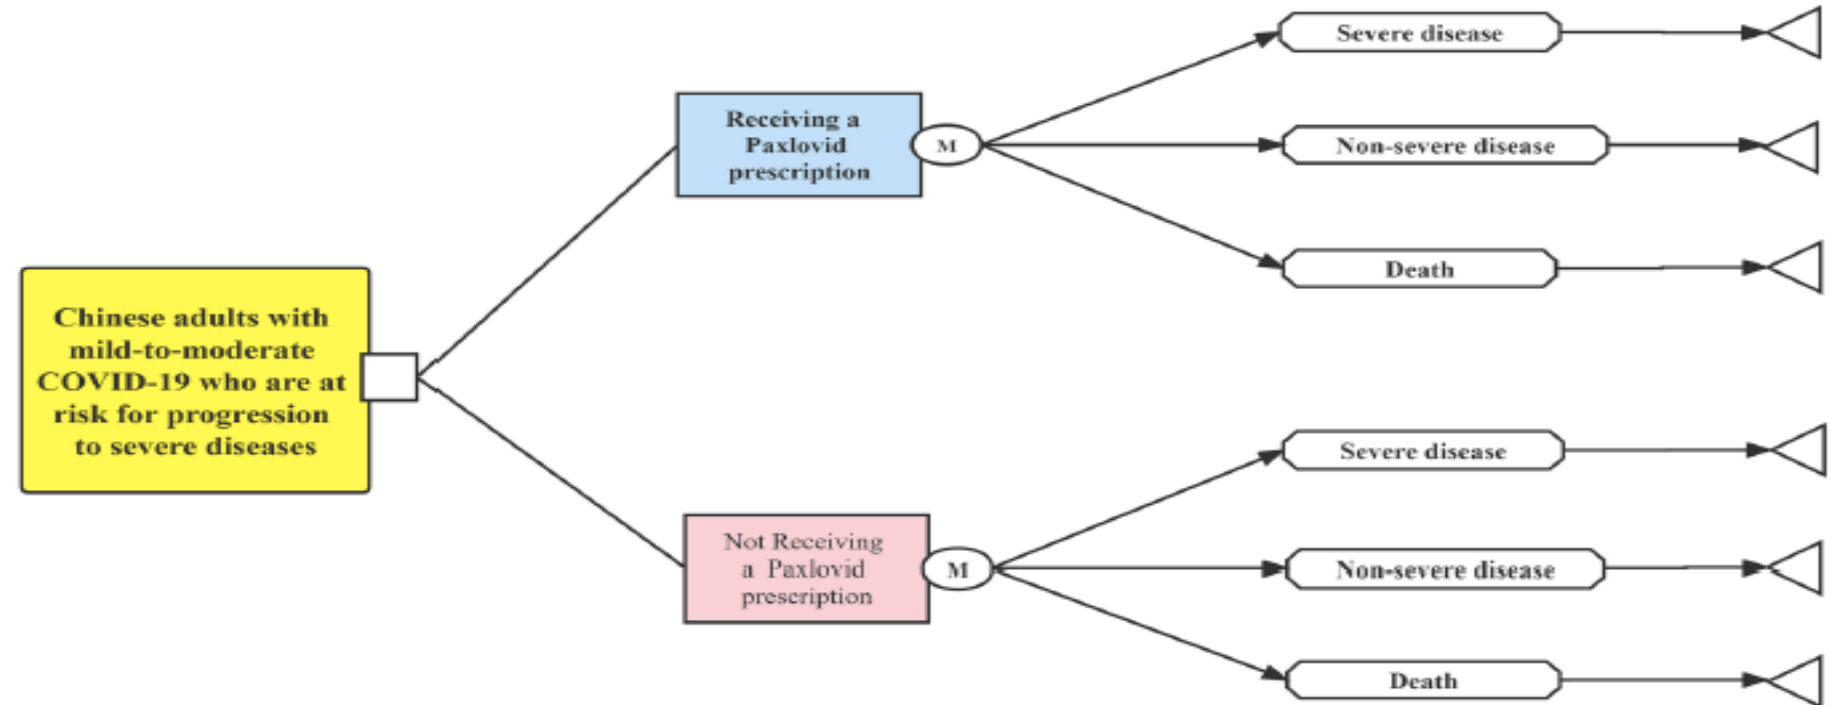 Chinese adults with
mild-to-moderate
COVID-19 who are at
risk for progression
to severe diseases
Receiving a
Paxlovid
prescription
M
Severe disease
Non-severe disease
Death
Not Receiving
a Paxlovid
prescription
M
Severe disease
Non-severe disease
Death